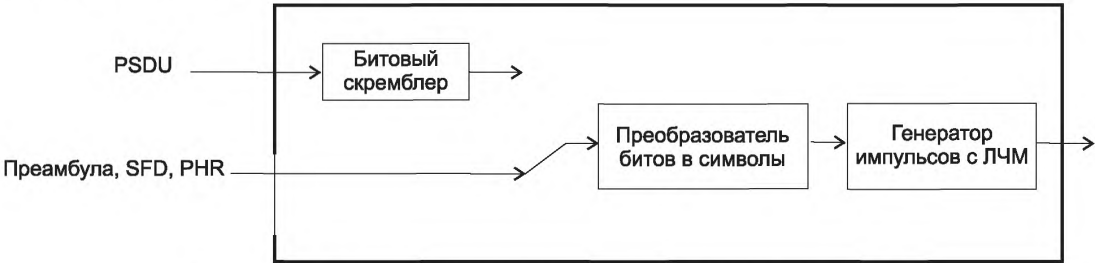 PSDU
Битовый
скремблер
Преобразователь
битов в символы
Генератор
импульсов с ЛЧМ
Преамбула, SFD, PHR